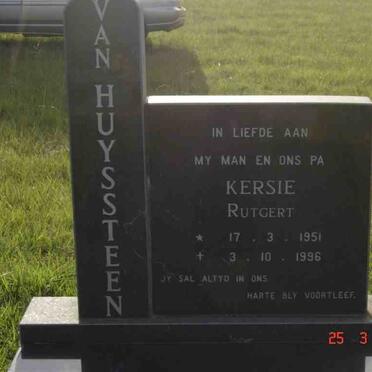 VAN HUYSSTEEN
IN LIEFDE AAN
MY MAN EN ONS PA
KERSIE
RUTGERT
* 17 . 3 . 1951
† 3 . 10 . 1996
JY SAL ALTYD IN ONS
HARTE BLY VOORTLEEF.
25 3